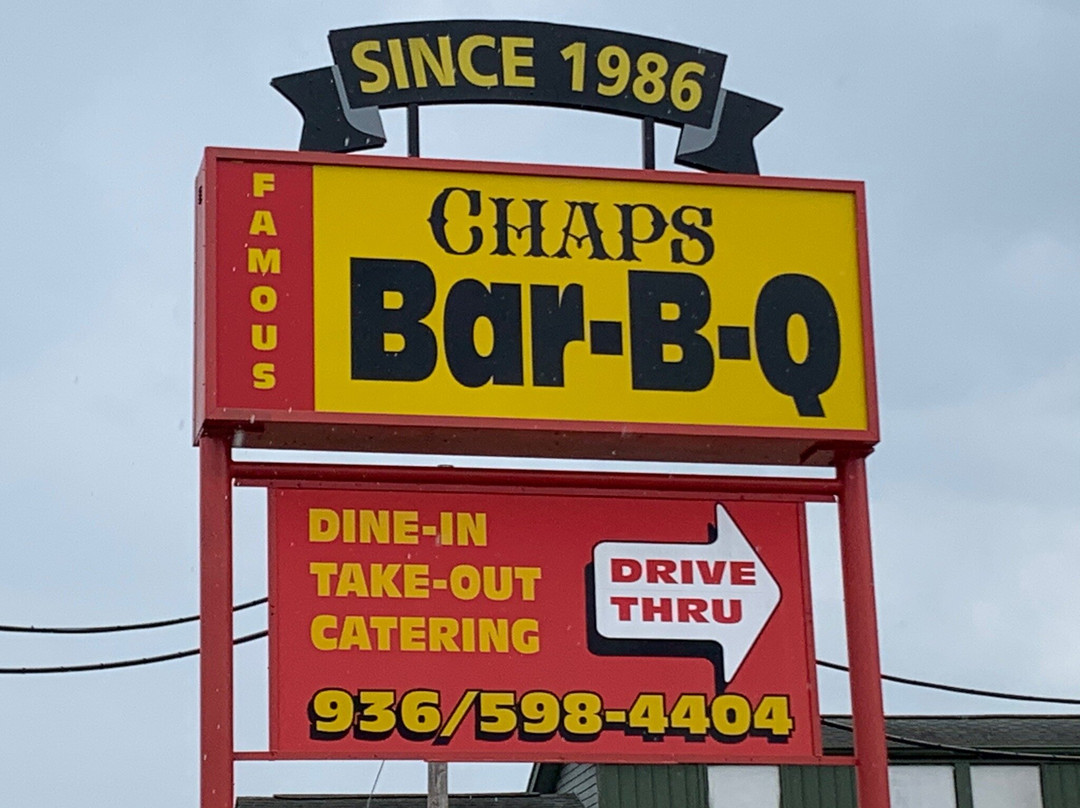 SINCE 1986
FAMOUS
CHAPS
Bar-B-Q
DINE-IN
TAKE-OUT
CATERING
DRIVE
THRU
936/598-4404